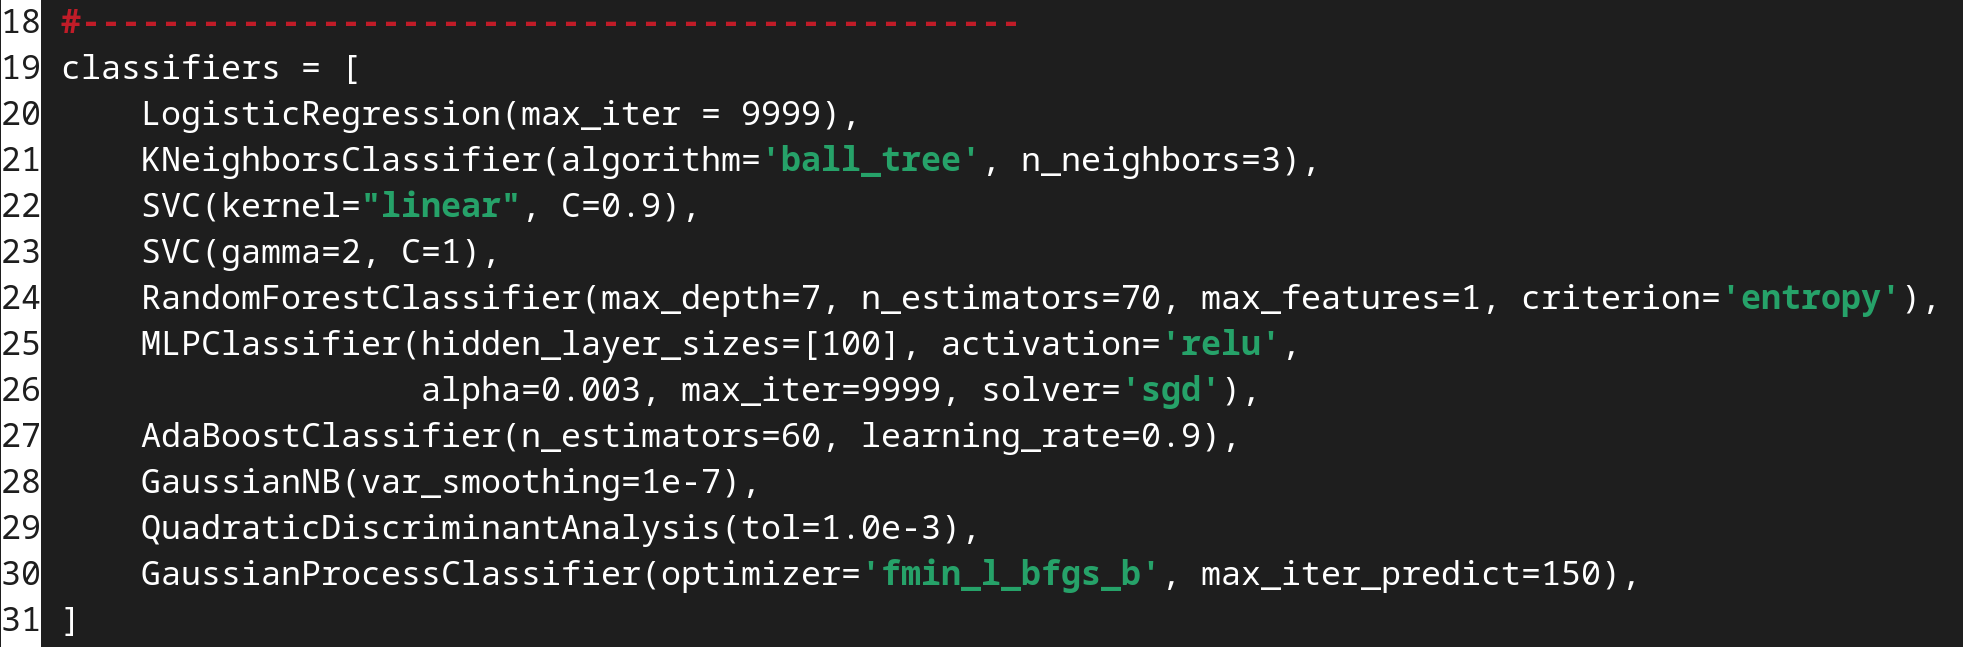 18 #-----------------------------------------------
19 classifiers = [
20     LogisticRegression(max_iter = 9999),
21     KNeighborsClassifier(algorithm='ball_tree', n_neighbors=3),
22     SVC(kernel="linear", C=0.9),
23     SVC(gamma=2, C=1),
24     RandomForestClassifier(max_depth=7, n_estimators=70, max_features=1, criterion='entropy'),
25     MLPClassifier(hidden_layer_sizes=[100], activation='relu',
26                   alpha=0.003, max_iter=9999, solver='sgd'),
27     AdaBoostClassifier(n_estimators=60, learning_rate=0.9),
28     GaussianNB(var_smoothing=1e-7),
29     QuadraticDiscriminantAnalysis(tol=1.0e-3),
30     GaussianProcessClassifier(optimizer='fmin_l_bfgs_b', max_iter_predict=150),
31 ]